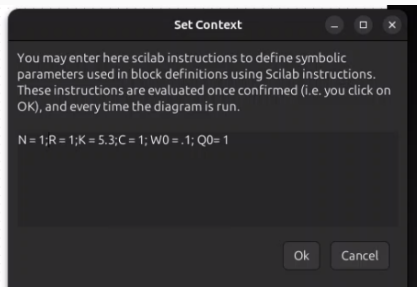 Set Context
You may enter here scilab instructions to define symbolic
parameters used in block definitions using Scilab instructions.
These instructions are evaluated once confirmed (i.e. you click on
OK), and every time the diagram is run.
N = 1;R = 1;K = 5.3;C = 1; W0 = .1; Q0= 1
Ok Cancel